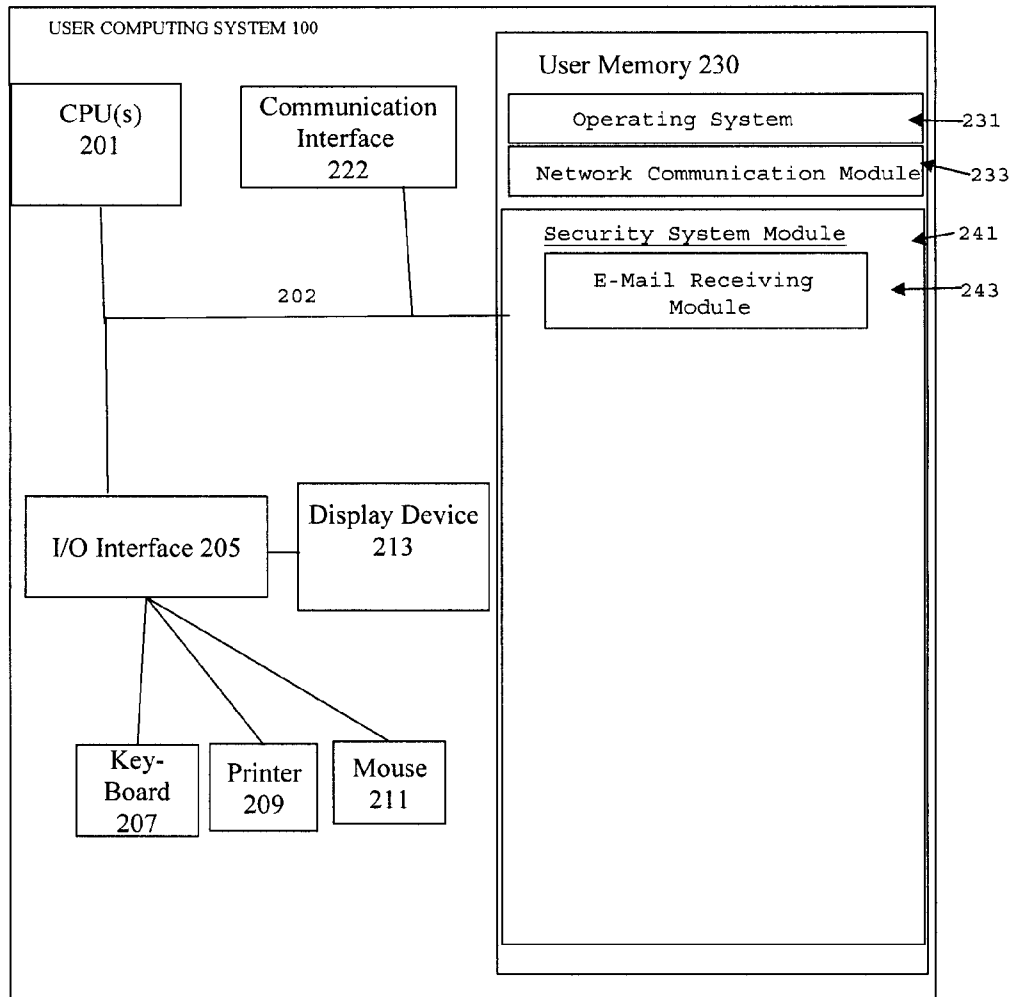 USER COMPUTING SYSTEM 100
CPU(s)
201
Communication
Interface
222
User Memory 230
Operating System
231
Network Communication Module
233
Security System Module
241
E-Mail Receiving
Module
243
202
I/O Interface 205
Display Device
213
Key-
Board
207
Printer
209
Mouse
211